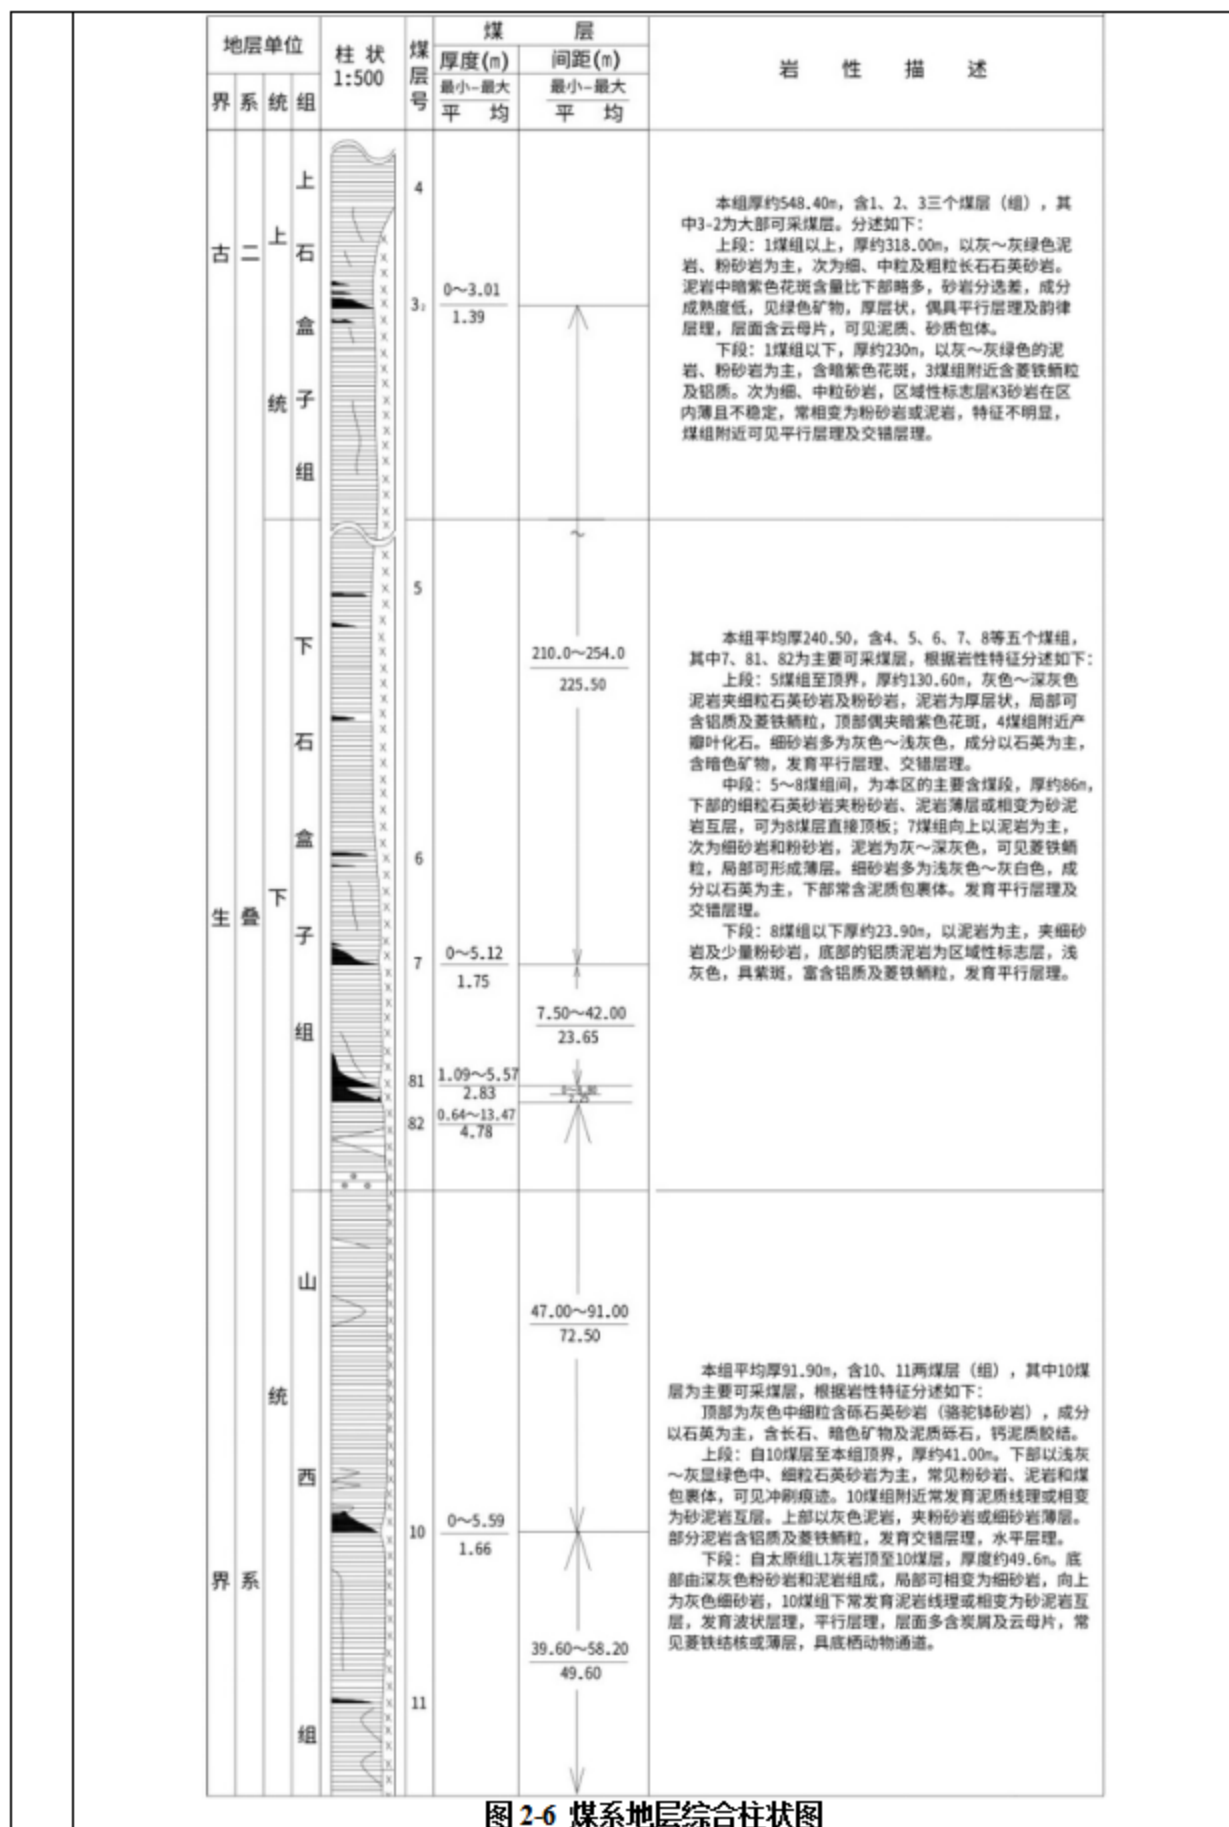 地层单位
柱 状
1:500
煤层号
煤 层
厚度(m)
间距(m)
最小-最大
平 均
最小-最大
平 均
岩 性 描 述
界 系 统 组
古生界
二叠系
上统
上石盒子组
4
3₂
0～3.01
1.39
本组厚约548.40m，含1、2、3三个煤层（组），其
中3-2为大部可采煤层。分述如下：
上段：1煤组以上，厚约318.00m，以灰～灰绿色泥
岩、粉砂岩为主，次为细、中粒及粗粒长石石英砂岩。
泥岩中暗紫色花斑含量比下部略多，砂岩分选差，成分
成熟度低，见绿色矿物，厚层状，偶具平行层理及韵律
层理，层面含云母片，可见泥质、砂质包体。
下段：1煤组以下，厚约230m，以灰～灰绿色的泥
岩、粉砂岩为主，含暗紫色花斑，3煤组附近含菱铁鲕粒
及铝质。次为细、中粒砂岩，区域性标志层K3砂岩在区
内薄且不稳定，常相变为粉砂岩或泥岩，特征不明显，
煤组附近可见平行层理及交错层理。
下统
下石盒子组
5
210.0～254.0
225.50
6
7
0～5.12
1.75
7.50～42.00
23.65
81
1.09～5.57
2.83
2.25
82
0.64～13.47
4.78
本组平均厚240.50，含4、5、6、7、8等五个煤组，
其中7、81、82为主要可采煤层，根据岩性特征分述如下：
上段：5煤组至顶界，厚约130.60m，灰色～深灰色
泥岩夹细粒石英砂岩及粉砂岩，泥岩为厚层状，局部可
含铝质及菱铁鲕粒，顶部偶夹暗紫色花斑，4煤组附近产
瓣叶化石。细砂岩多为灰色～浅灰色，成分以石英为主，
含暗色矿物，发育平行层理、交错层理。
中段：5～8煤组间，为本区的主要含煤段，厚约86m，
下部的细粒石英砂岩夹粉砂岩、泥岩薄层或相变为砂泥
岩互层，可为8煤层直接顶板；7煤组向上以泥岩为主，
次为细砂岩和粉砂岩，泥岩为灰～深灰色，可见菱铁鲕
粒，局部可形成薄层。细砂岩多为浅灰色～灰白色，成
分以石英为主，下部常含泥质包裹体。发育平行层理及
交错层理。
下段：8煤组以下厚约23.90m，以泥岩为主，夹细砂
岩及少量粉砂岩，底部的铝质泥岩为区域性标志层，浅
灰色，具紫斑，富含铝质及菱铁鲕粒，发育平行层理。
山西组
47.00～91.00
72.50
10
0～5.59
1.66
39.60～58.20
49.60
11
本组平均厚91.90m，含10、11两煤层（组），其中10煤
层为主要可采煤层，根据岩性特征分述如下：
顶部为灰色中细粒含砾石英砂岩（骆驼钵砂岩），成分
以石英为主，含长石、暗色矿物及泥质砾石，钙泥质胶结。
上段：自10煤层至本组顶界，厚约41.00m。下部以浅灰
～灰显绿色中、细粒石英砂岩为主，常见粉砂岩、泥岩和煤
包裹体，可见冲刷痕迹。10煤组附近常发育泥质线理或相变
为砂泥岩互层。上部以灰色泥岩，夹粉砂岩或细砂岩薄层。
部分泥岩含铝质及菱铁鲕粒，发育交错层理，水平层理。
下段：自太原组L1灰岩顶至10煤层，厚度约49.6m。底
部由深灰色粉砂岩和泥岩组成，局部可相变为细砂岩，向上
为灰色细砂岩，10煤组下常发育泥岩线理或相变为砂泥岩互
层，发育波状层理，平行层理，层面多含炭屑及云母片，常
见菱铁结核或薄层，具底栖动物通道。
图 2-6 煤系地层综合柱状图